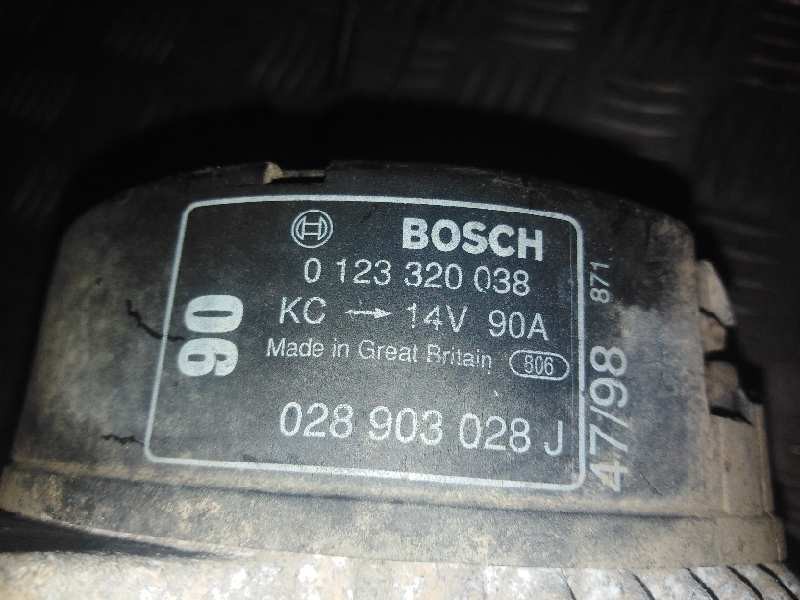 BOSCH
0 123 320 038
KC → 14V 90A
Made in Great Britain 806
028 903 028 J
90
47/98 871